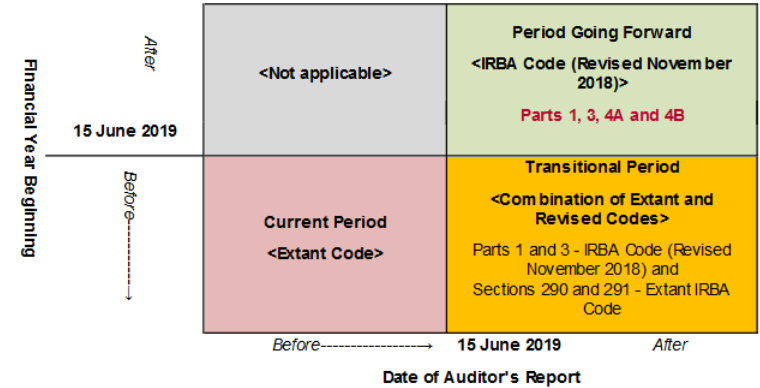 Financial Year Beginning
After
15 June 2019
Before---------→
<Not applicable>
Period Going Forward
<IRBA Code (Revised November
2018)>
Parts 1, 3, 4A and 4B
Current Period
<Extant Code>
Transitional Period
<Combination of Extant and
Revised Codes>
Parts 1 and 3 - IRBA Code (Revised
November 2018) and
Sections 290 and 291 - Extant IRBA
Code
Before-------------------→ 15 June 2019 After
Date of Auditor's Report